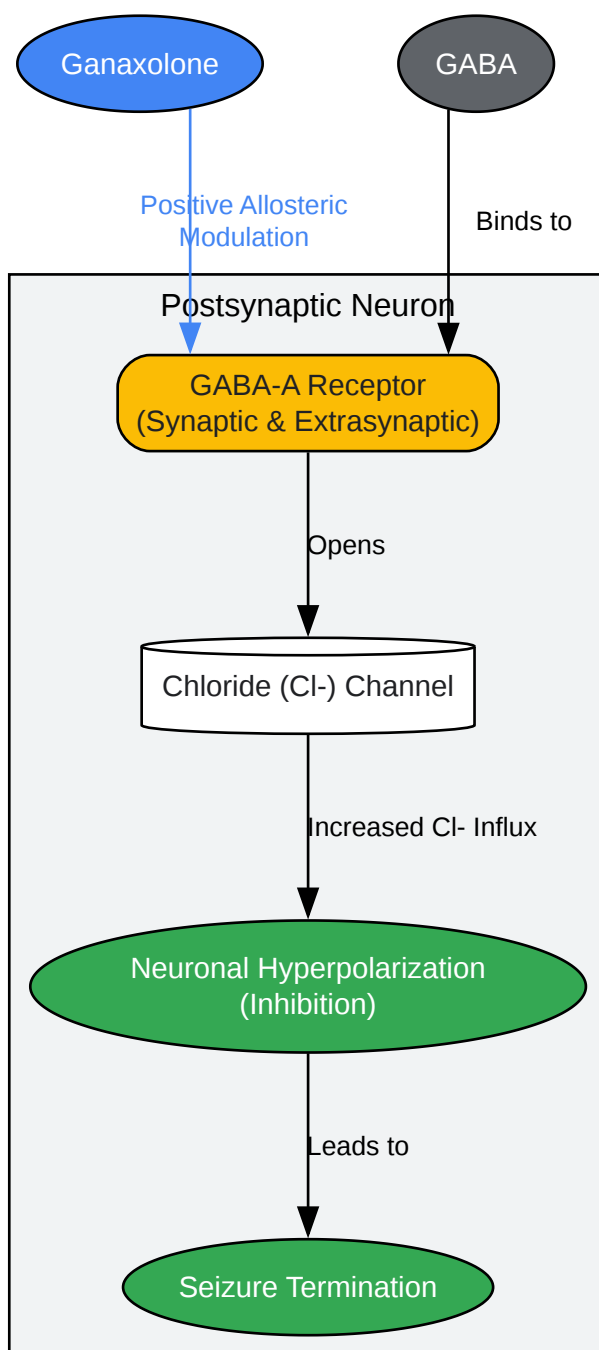 Ganaxolone
GABA
Positive Allosteric
Modulation
Binds to
Postsynaptic Neuron
GABA-A Receptor
(Synaptic & Extrasynaptic)
Opens
Chloride (Cl-) Channel
Increased Cl- Influx
Neuronal Hyperpolarization
(Inhibition)
Leads to
Seizure Termination